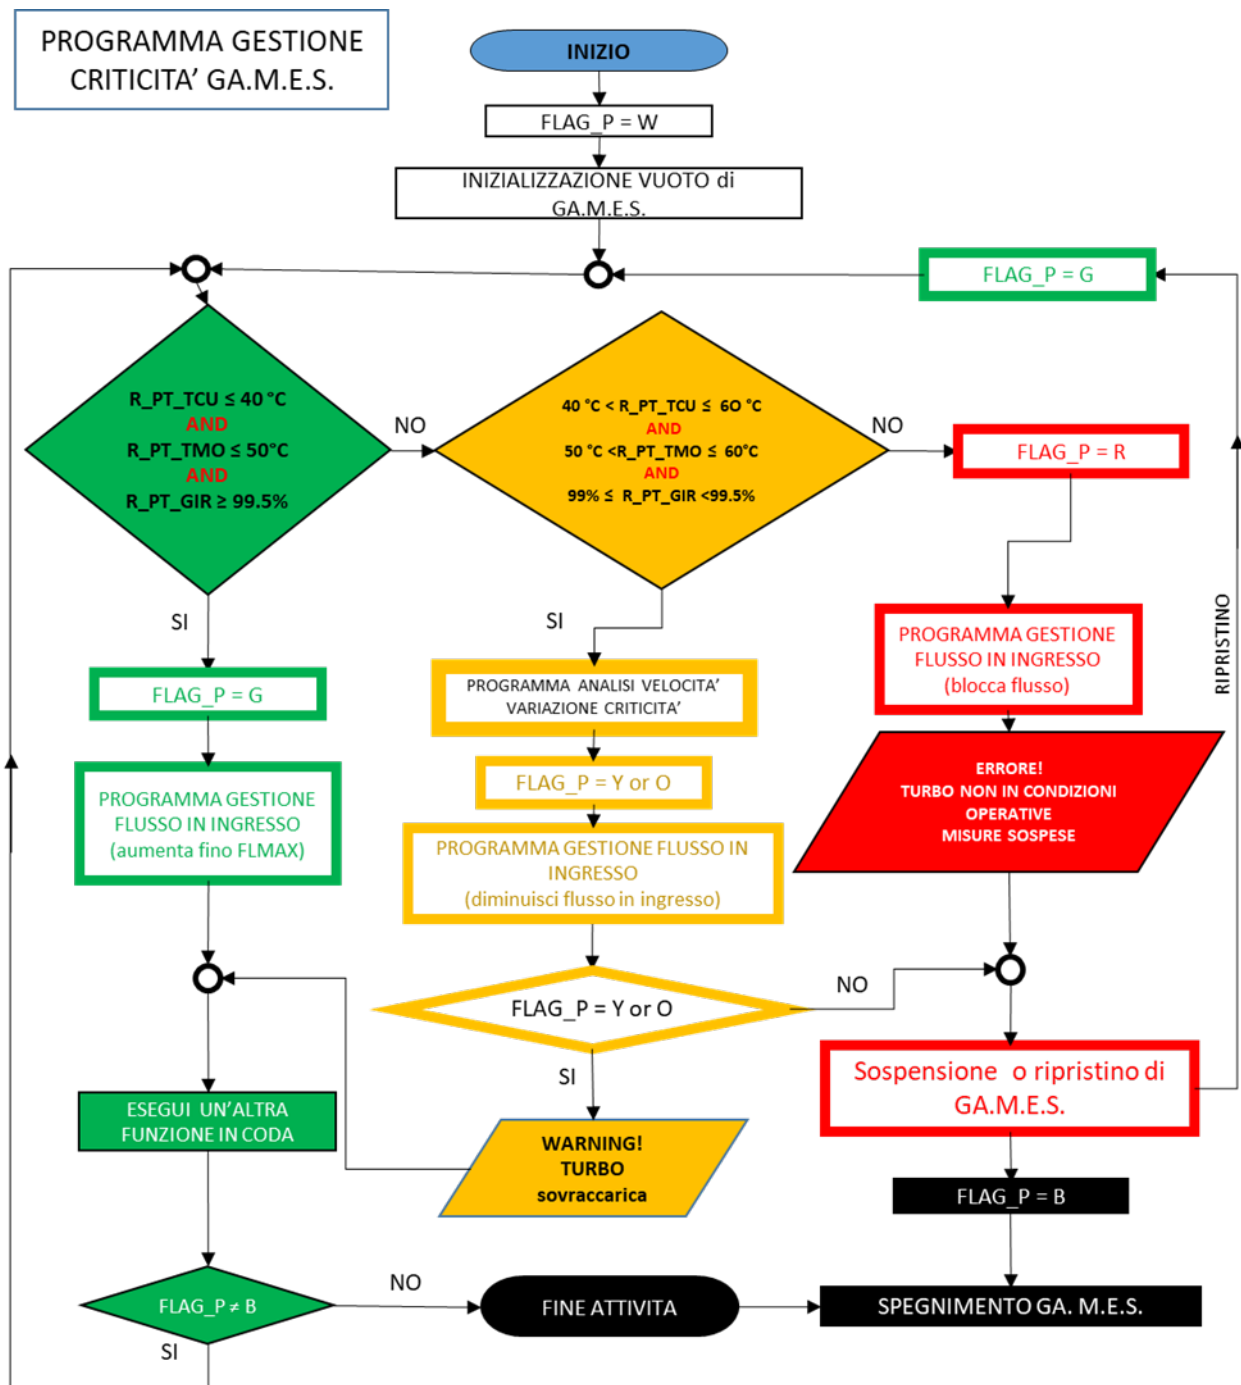 PROGRAMMA GESTIONE
CRITICITA’ GA.M.E.S.
INIZIO
FLAG_P = W
INIZIALIZZAZIONE VUOTO di
GA.M.E.S.
FLAG_P = G
R_PT_TCU ≤ 40 °C
AND
R_PT_TMO ≤ 50°C
AND
R_PT_GIR ≥ 99.5%
NO
40 °C < R_PT_TCU ≤ 6O °C
AND
50 °C <R_PT_TMO ≤ 60°C
AND
99% ≤ R_PT_GIR <99.5%
NO
FLAG_P = R
SI
SI
PROGRAMMA GESTIONE
FLUSSO IN INGRESSO
(blocca flusso)
RIPRISTINO
FLAG_P = G
PROGRAMMA ANALISI VELOCITA’
VARIAZIONE CRITICITA’
FLAG_P = Y or O
ERRORE!
TURBO NON IN CONDIZIONI
OPERATIVE
MISURE SOSPESE
PROGRAMMA GESTIONE
FLUSSO IN INGRESSO
(aumenta fino FLMAX)
PROGRAMMA GESTIONE FLUSSO IN
INGRESSO
(diminuisci flusso in ingresso)
FLAG_P = Y or O
NO
SI
Sospensione o ripristino di
GA.M.E.S.
ESEGUI UN’ALTRA
FUNZIONE IN CODA
WARNING!
TURBO
sovraccarica
FLAG_P = B
FLAG_P ≠ B
NO
FINE ATTIVITA
SPEGNIMENTO GA. M.E.S.
SI